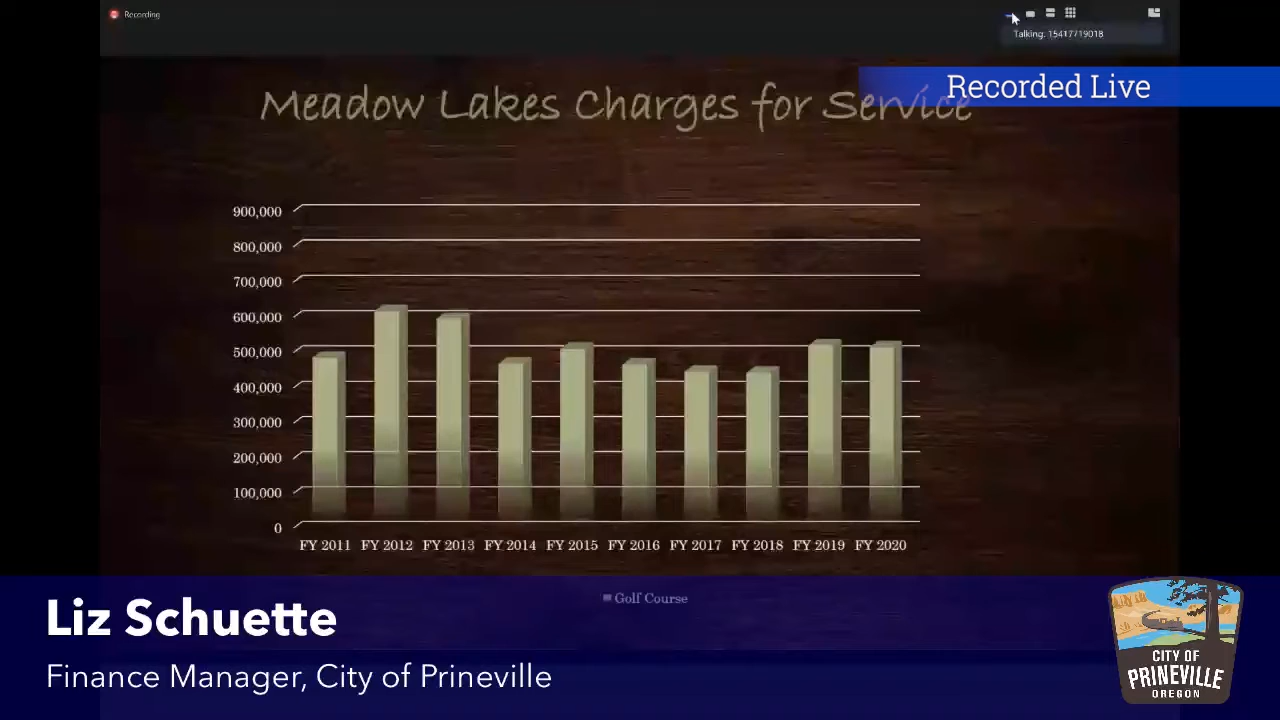 Recording
Talking: 15417719018
Recorded Live
Meadow Lakes Charges for Service
900,000
800,000
700,000
600,000
500,000
400,000
300,000
200,000
100,000
0
FY 2011 FY 2012 FY 2013 FY 2014 FY 2015 FY 2016 FY 2017 FY 2018 FY 2019 FY 2020
Golf Course
Liz Schuette
Finance Manager, City of Prineville
CITY OF
PRINEVILLE
OREGON